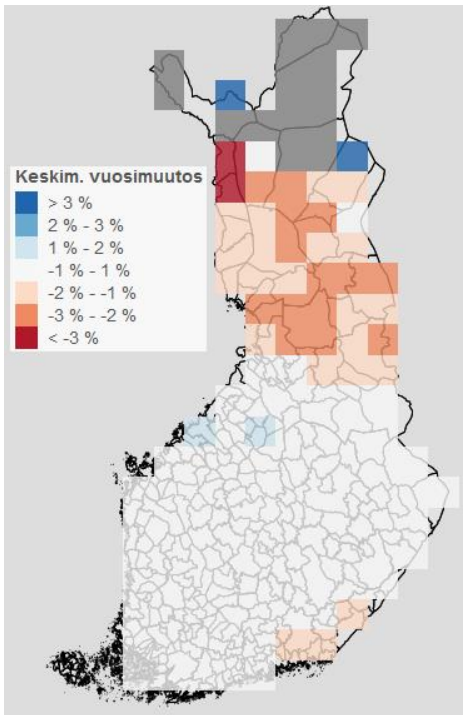 Keskim. vuosimuutos
> 3 %
2 % - 3 %
1 % - 2 %
-1 % - 1 %
-2 % - -1 %
-3 % - -2 %
< -3 %